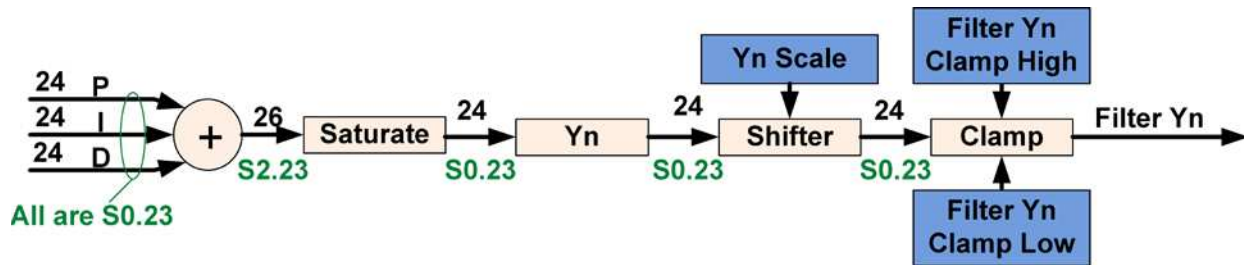 24 P
24 I
24 D
All are S0.23
+
26
S2.23
Saturate
24
S0.23
Yn
24
S0.23
Yn Scale
Shifter
24
S0.23
Filter Yn
Clamp High
Clamp
Filter Yn
Clamp Low
Filter Yn